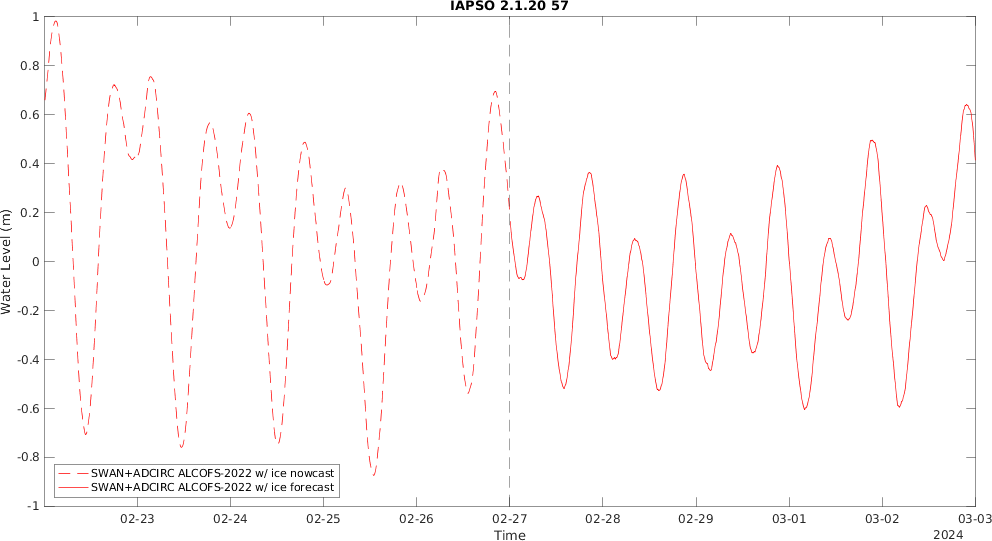 IAPSO 2.1.20 57
1
0.8
0.6
0.4
0.2
0
-0.2
-0.4
-0.6
-0.8
-1
Water Level (m)
SWAN+ADCIRC ALCOFS-2022 w/ ice nowcast
SWAN+ADCIRC ALCOFS-2022 w/ ice forecast
02-23 02-24 02-25 02-26 02-27 02-28 02-29 03-01 03-02 03-03
Time
2024